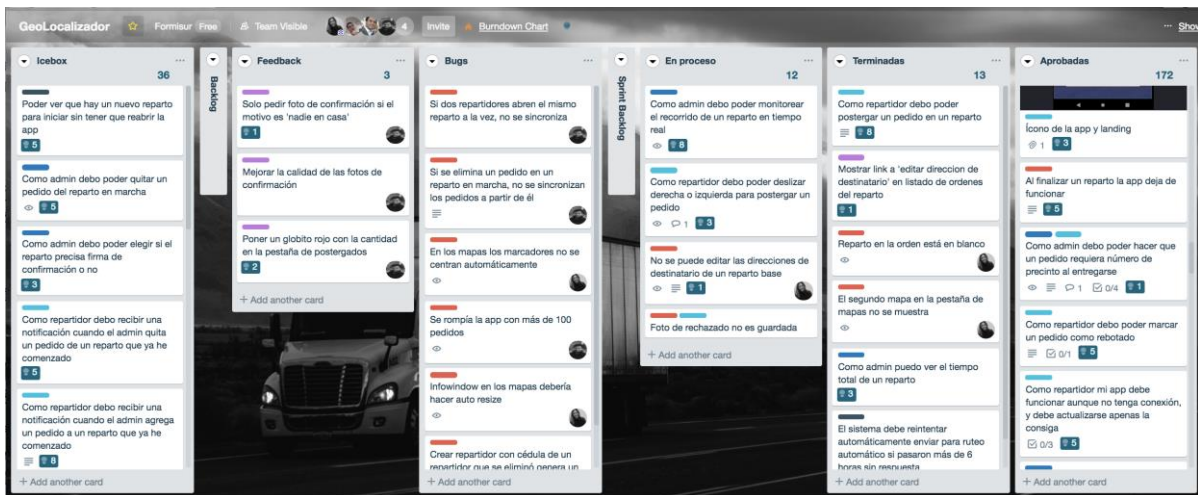 GeoLocalizador
Formisur
Free
Team Visible
4
Invite
Burndown Chart
Show
Icebox
36
Poder ver que hay un nuevo reparto
para iniciar sin tener que reabrir la
app
5
Como admin debo poder quitar un
pedido del reparto en marcha
5
Como admin debo poder elegir si el
reparto precisa firma de
confirmación o no
3
Como repartidor debo recibir una
notificación cuando el admin quita
un pedido de un reparto que ya he
comenzado
5
Como repartidor debo recibir una
notificación cuando el admin agrega
un pedido a un reparto que ya he
comenzado
8
+ Add another card
Backlog
Feedback
3
Solo pedir foto de confirmación si el
motivo es 'nadie en casa'
1
Mejorar la calidad de las fotos de
confirmación
Poner un globito rojo con la cantidad
en la pestaña de postergados
2
+ Add another card
Bugs
Si dos repartidores abren el mismo
reparto a la vez, no se sincroniza
Si se elimina un pedido en un
reparto en marcha, no se sincronizan
los pedidos a partir de él
En los mapas los marcadores no se
centran automáticamente
Se rompía la app con más de 100
pedidos
Infowindow en los mapas debería
hacer auto resize
Crear repartidor con cédula de un
repartidor que se eliminó genera un
+ Add another card
Sprint Backlog
En proceso
12
Como admin debo poder monitorear
el recorrido de un reparto en tiempo
real
8
Como repartidor debo poder deslizar
derecha o izquierda para postergar un
pedido
1
3
No se puede editar las direcciones de
destinatario de un reparto base
1
Foto de rechazado no es guardada
+ Add another card
Terminadas
13
Como repartidor debo poder
postergar un pedido en un reparto
8
Mostrar link a 'editar direccion de
destinatario' en listado de ordenes
del reparto
1
Reparto en la orden está en blanco
El segundo mapa en la pestaña de
mapas no se muestra
Como admin puedo ver el tiempo
total de un reparto
3
El sistema debe reintentar
automáticamente enviar para ruteo
automático si pasaron más de 6
horas sin respuesta
+ Add another card
Aprobadas
172
Ícono de la app y landing
1
3
Al finalizar un reparto la app deja de
funcionar
5
Como admin debo poder hacer que
un pedido requiera número de
precinto al entregarse
1
0/4
1
Como repartidor debo poder marcar
un pedido como rebotado
0/1
5
Como repartidor mi app debe
funcionar aunque no tenga conexión,
y debe actualizarse apenas la
consiga
0/3
5
+ Add another card